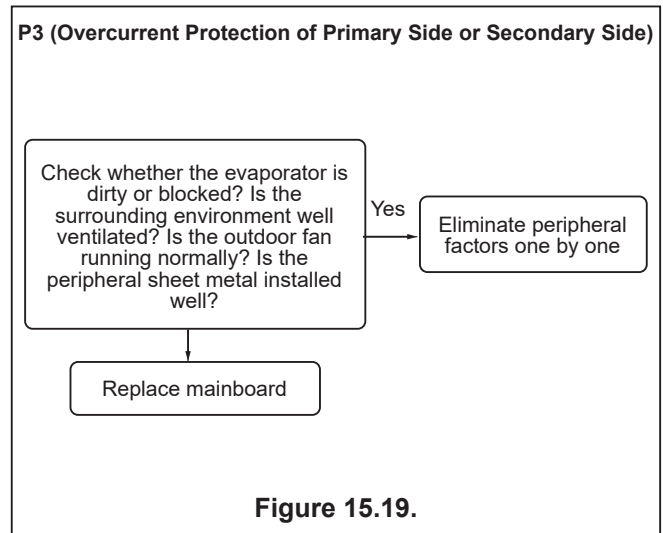 P3 (Overcurrent Protection of Primary Side or Secondary Side)
Check whether the evaporator is
dirty or blocked? Is the
surrounding environment well
ventilated? Is the outdoor fan
running normally? Is the
peripheral sheet metal installed
well?
Yes
Eliminate peripheral
factors one by one
Replace mainboard
Figure 15.19.